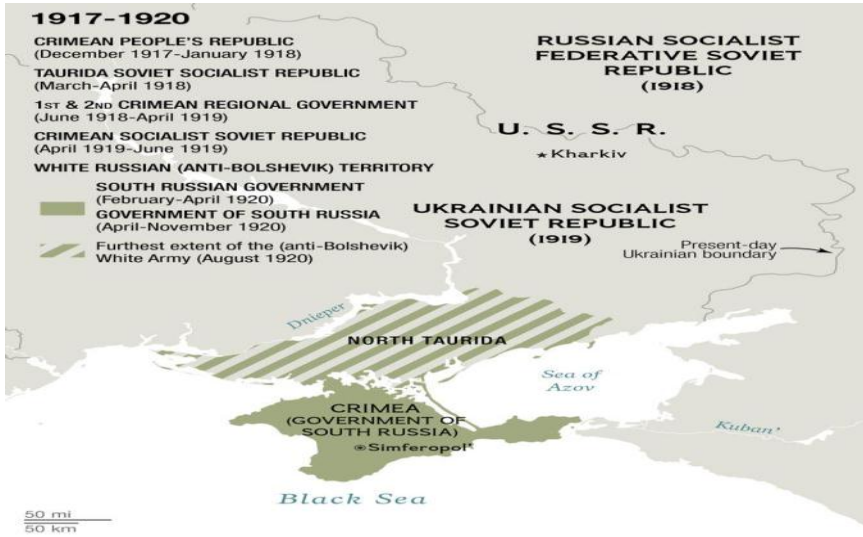 1917-1920
CRIMEAN PEOPLE'S REPUBLIC
(December 1917-January 1918)
TAURIDA SOVIET SOCIALIST REPUBLIC
(March-April 1918)
1ST & 2ND CRIMEAN REGIONAL GOVERNMENT
(June 1918-April 1919)
CRIMEAN SOCIALIST SOVIET REPUBLIC
(April 1919-June 1919)
WHITE RUSSIAN (ANTI-BOLSHEVIK) TERRITORY
SOUTH RUSSIAN GOVERNMENT
(February-April 1920)
GOVERNMENT OF SOUTH RUSSIA
(April-November 1920)
Furthest extent of the (anti-Bolshevik)
White Army (August 1920)
RUSSIAN SOCIALIST
FEDERATIVE SOVIET
REPUBLIC
(1918)
U. S. S. R.
Kharkiv
UKRAINIAN SOCIALIST
SOVIET REPUBLIC
(1919)
Present-day
Ukrainian boundary
Dnieper
NORTH TAURIDA
Sea of
Azov
CRIMEA
(GOVERNMENT OF
SOUTH RUSSIA)
Simferopol
Kuban'
Black Sea
50 mi
50 km